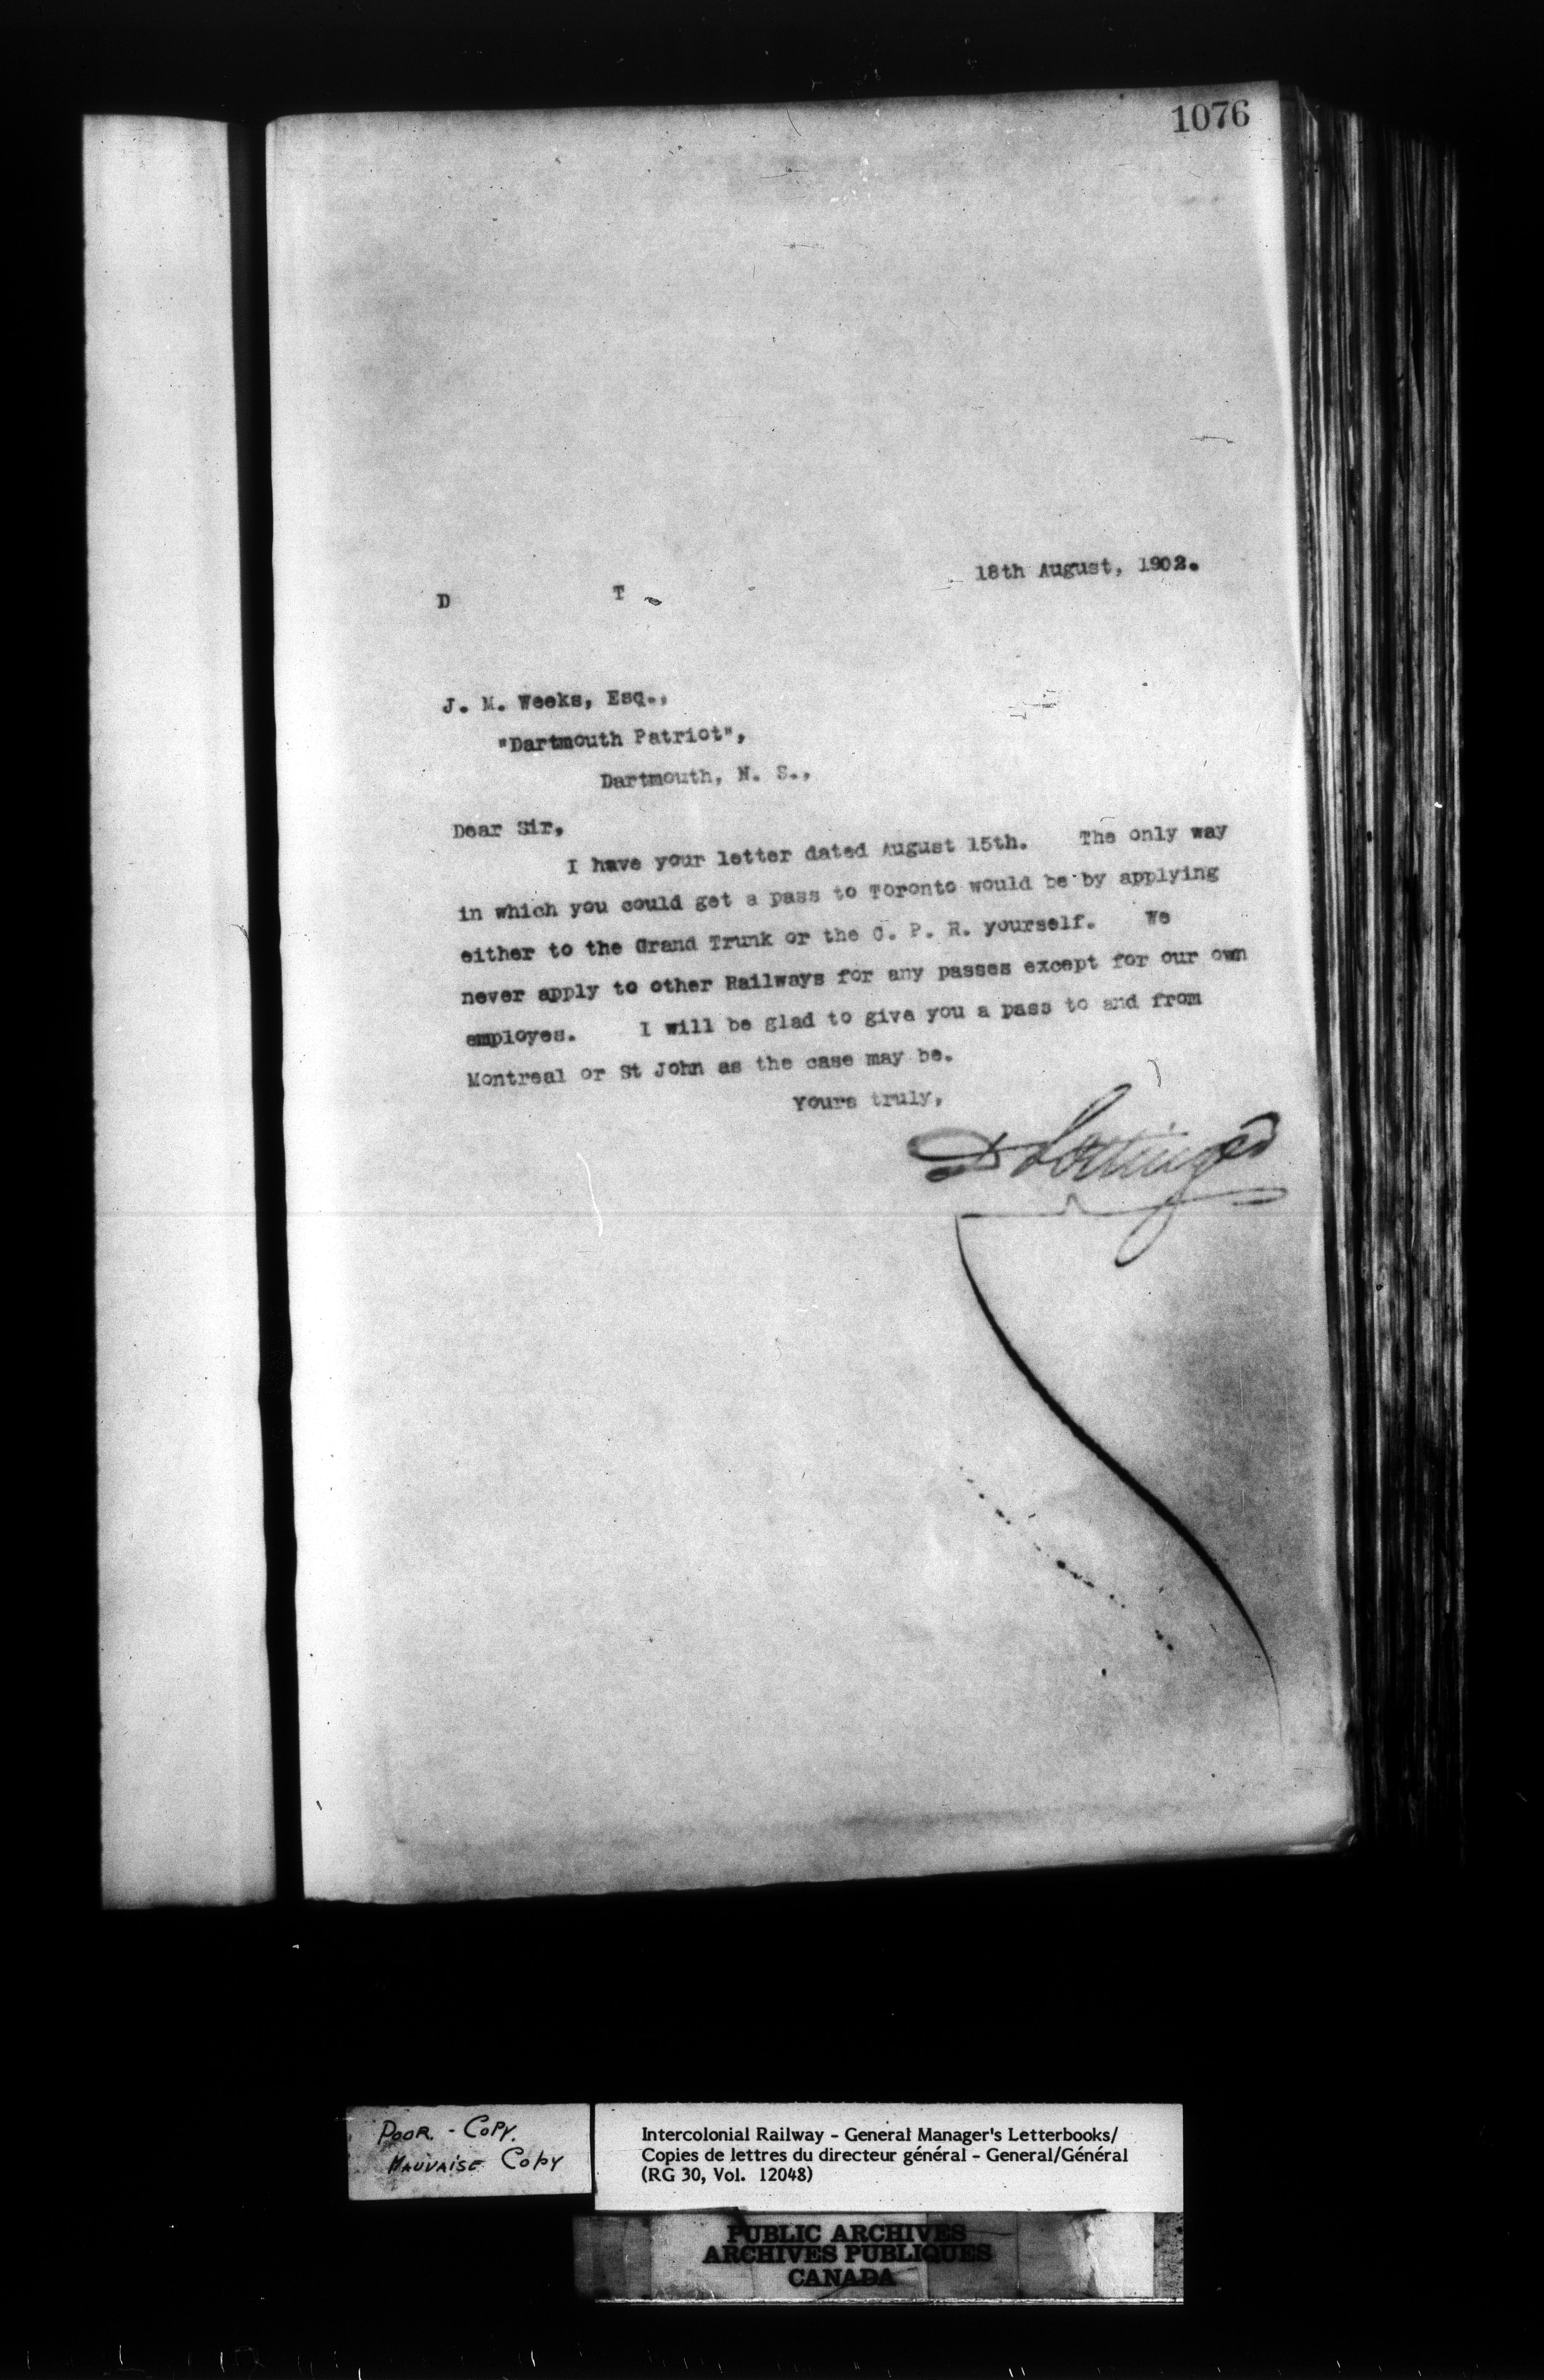 1076
18th August, 1902.
D T
J. M. Weeks, Esq.,
"Dartmouth Patriot",
Dartmouth, N. S.,
Dear Sir,
I have your letter dated August 15th. The only way
in which you could get a pass to Toronto would be by applying
either to the Grand Trunk or the C. P. R. yourself. We
never apply to other Railways for any passes except for our own
employes. I will be glad to give you a pass to and from
Montreal or St John as the case may be.
Yours truly,
D Pottinger
POOR - COPY.
MAUVAISE COPY
Intercolonial Railway - General Manager's Letterbooks/
Copies de lettres du directeur général - General/Général
(RG 30, Vol. 12048)
PUBLIC ARCHIVES
ARCHIVES PUBLIQUES
CANADA